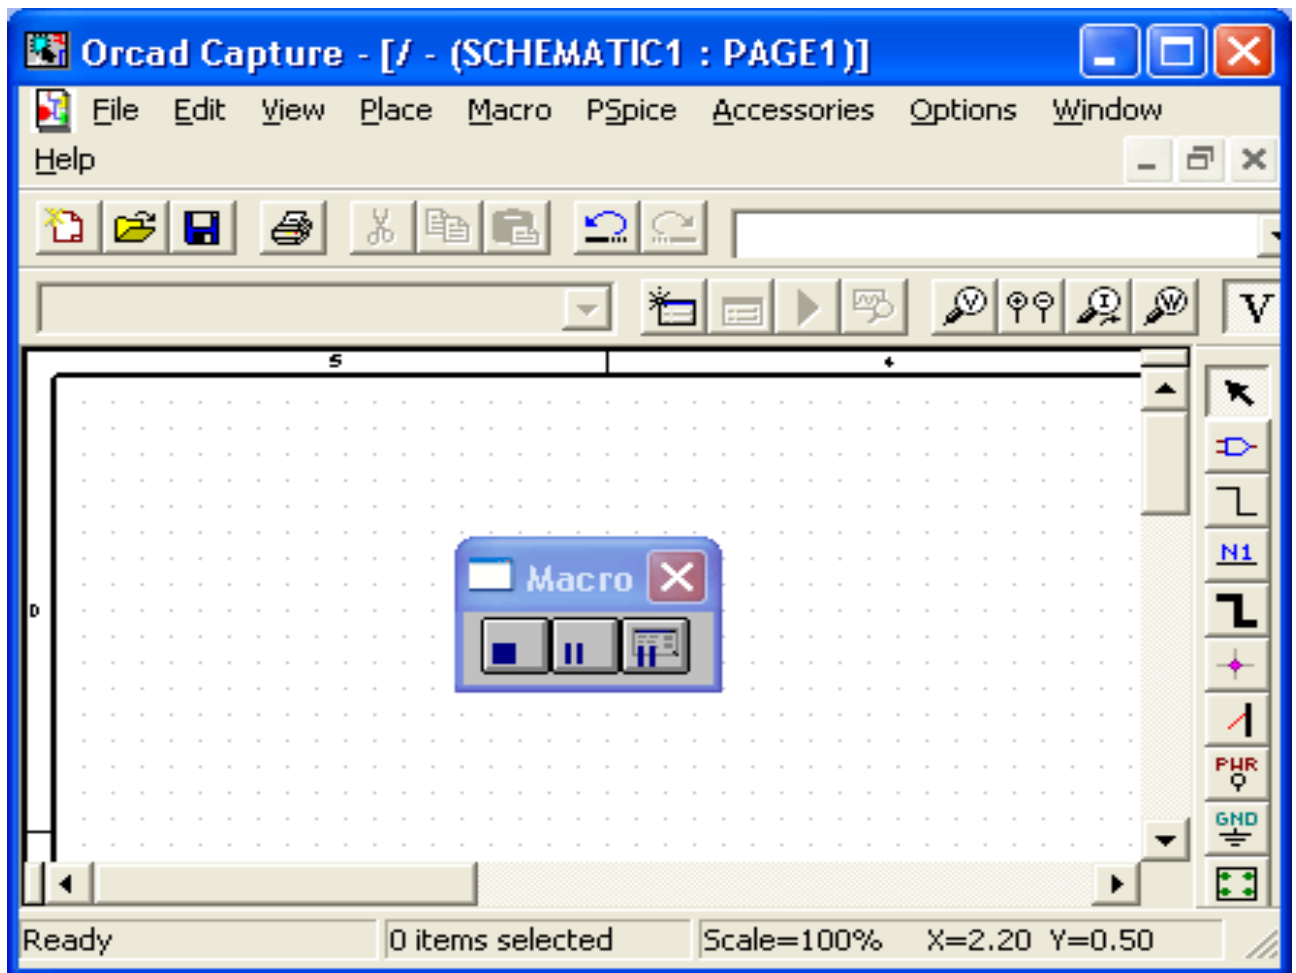 Orcad Capture - [/ - (SCHEMATIC1 : PAGE1)]
File Edit View Place Macro PSpice Accessories Options Window
Help
V I W V
5 4
N1
Macro
D
PWR
GND
Ready 0 items selected Scale=100% X=2.20 Y=0.50